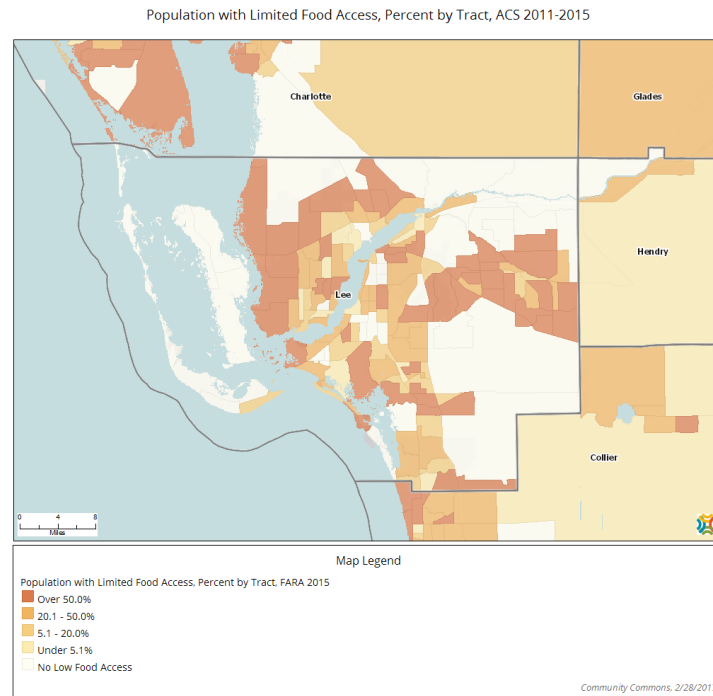 Population with Limited Food Access, Percent by Tract, ACS 2011-2015
Charlotte
Glades
Hendry
Lee
Collier
0 4 8
Miles
Map Legend
Population with Limited Food Access, Percent by Tract, FARA 2015
Over 50.0%
20.1 - 50.0%
5.1 - 20.0%
Under 5.1%
No Low Food Access
Community Commons, 2/28/201